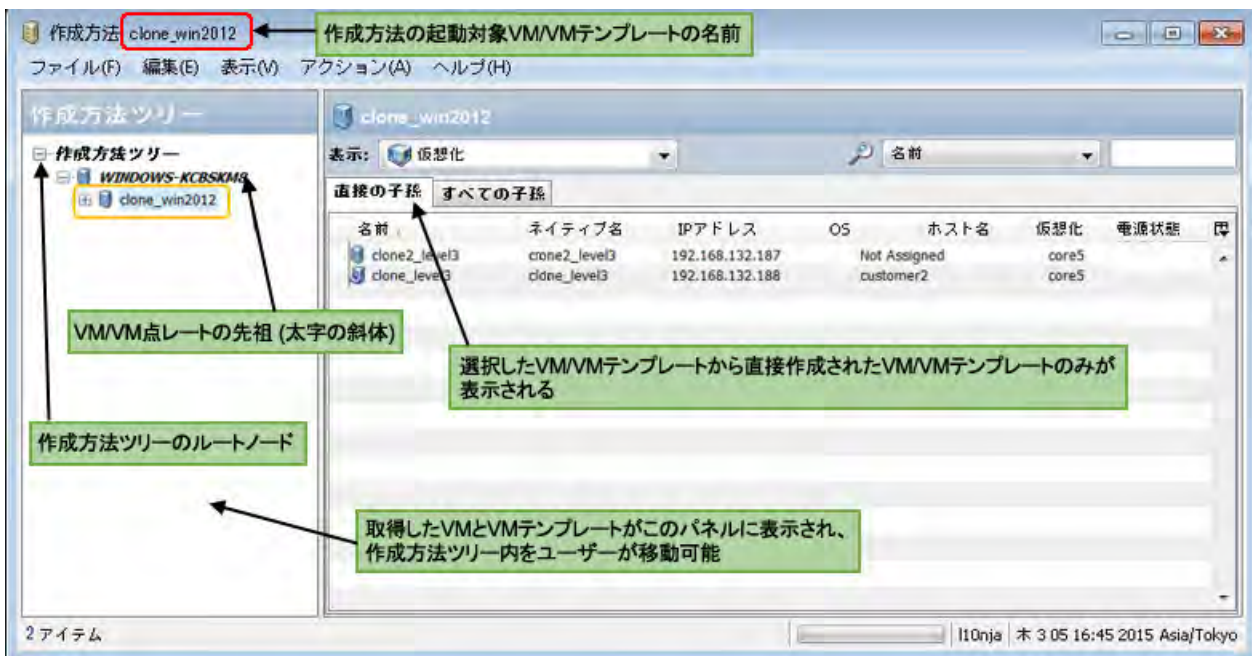 作成方法 clone_win2012
作成方法の起動対象VM/VMテンプレートの名前
ファイル(F) 編集(E) 表示(V) アクション(A) ヘルプ(H)
作成方法ツリー
clone_win2012
作成方法ツリー
WINDOWS-KCBSKM8
clone_win2012
表示: 仮想化
名前
直接の子孫 すべての子孫
名前 ネイティブ名 IPアドレス OS ホスト名 仮想化 電源状態
clone2_level3 crone2_level3 192.168.132.187 Not Assigned core5
clone_level3 clone_level3 192.168.132.188 customer2 core5
VM/VM点レートの先祖 (太字の斜体)
選択したVM/VMテンプレートから直接作成されたVM/VMテンプレートのみが
表示される
作成方法ツリーのルートノード
取得したVMとVMテンプレートがこのパネルに表示され、
作成方法ツリー内をユーザーが移動可能
2 アイテム
l10nja 木 3 05 16:45 2015 Asia/Tokyo